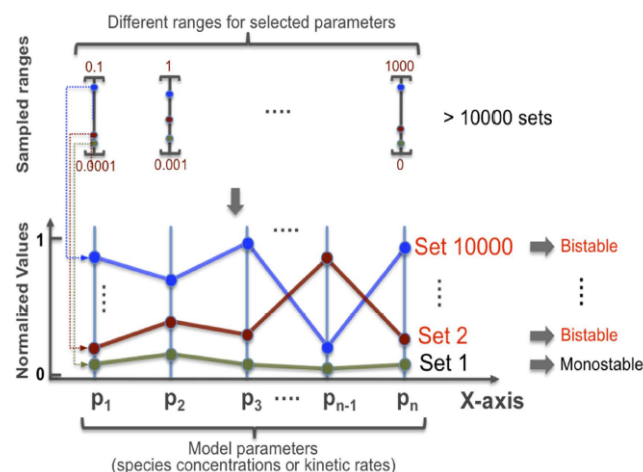 Different ranges for selected parameters
0.1 1 1000
Sampled ranges
....
> 10000 sets
0.0001 0.001 0
Normalized Values
1
....
Set 10000 Bistable
....
Set 2 Bistable
Set 1 Monostable
0
p1 p2 p3 .... pn-1 pn X-axis
Model parameters
(species concentrations or kinetic rates)